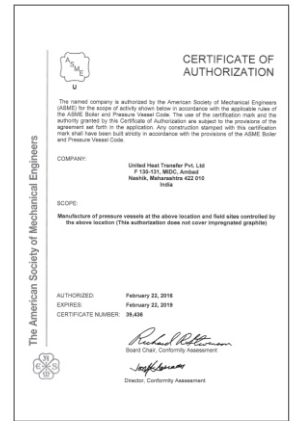 ASME
U
CERTIFICATE OF
AUTHORIZATION
The named company is authorized by the American Society of Mechanical Engineers
(ASME) for the scope of activity shown below in accordance with the applicable rules of
the ASME Boiler and Pressure Vessel Code. The use of the certification mark and the
authority granted by this Certificate of Authorization are subject to the provisions of the
agreement set forth in the application. Any construction stamped with this certification
mark shall have been built strictly in accordance with the provisions of the ASME Boiler
and Pressure Vessel Code.
COMPANY:
United Heat Transfer Pvt. Ltd
F 130-131, MIDC, Ambad
Nashik, Maharashtra 422 010
India
SCOPE:
Manufacture of pressure vessels at the above location and field sites controlled by
the above location (This authorization does not cover impregnated graphite)
AUTHORIZED: February 22, 2016
EXPIRES: February 22, 2019
CERTIFICATE NUMBER: 39,436
Board Chair, Conformity Assessment
Director, Conformity Assessment
The American Society of Mechanical Engineers